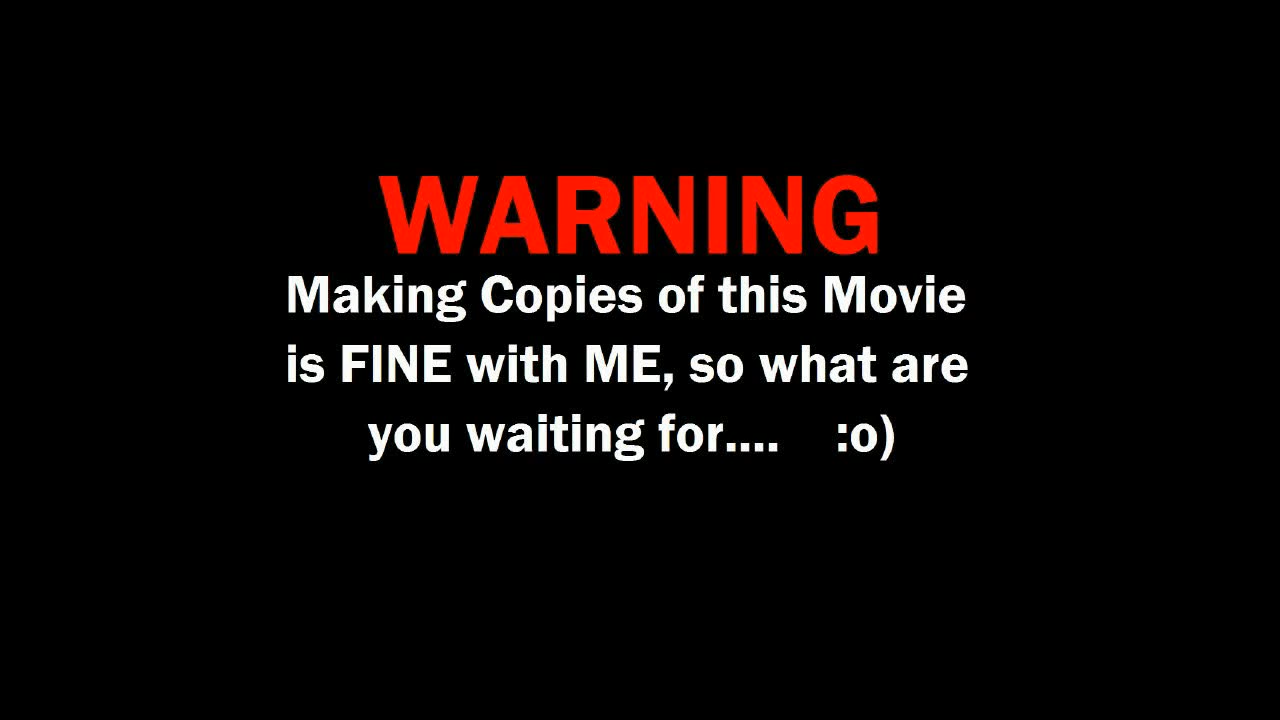 WARNING
Making Copies of this Movie
is FINE with ME, so what are
you waiting for.... :o)